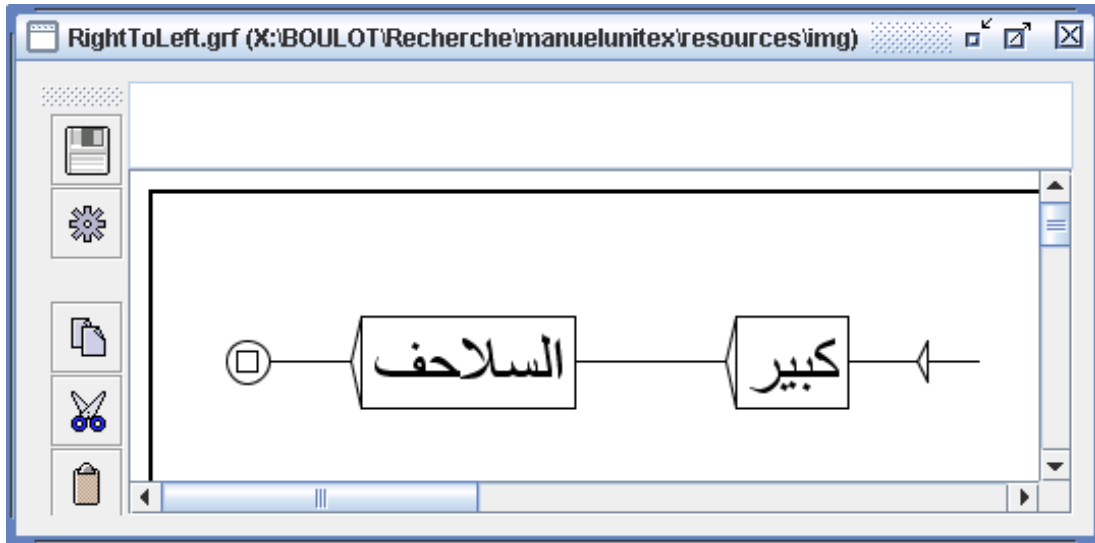 RightToLeft.grf (X:\BOULOT\Recherche\manuelunitex\resources\img)
كبير السلاحف